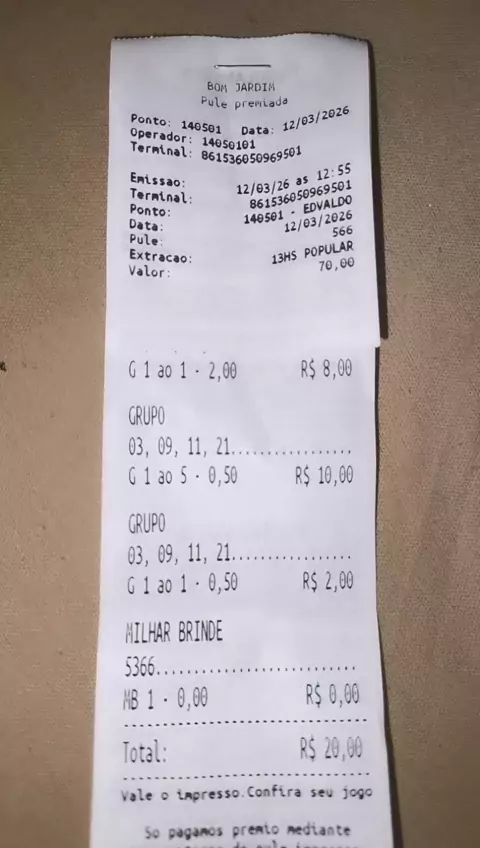 BOM JARDIM
Pule premiada
Ponto: 140501 Data: 12/03/2026
Operador: 14050101
Terminal: 861536050969501
Emissao: 12/03/26 as 12:55
Terminal: 861536050969501
Ponto: 140501 - EDVALDO
Data: 12/03/2026
Pule: 566
Extracao: 13HS POPULAR
Valor: 70,00
G 1 ao 1 - 2,00 R$ 8,00
GRUPO
03, 09, 11, 21.................
G 1 ao 5 - 0,50 R$ 10,00
GRUPO
03, 09, 11, 21.................
G 1 ao 1 - 0,50 R$ 2,00
MILHAR BRINDE
5366............................
MB 1 - 0,00 R$ 0,00
--------------------------------
Total: R$ 20,00
--------------------------------
Vale o impresso.Confira seu jogo
So pagamos premio mediante